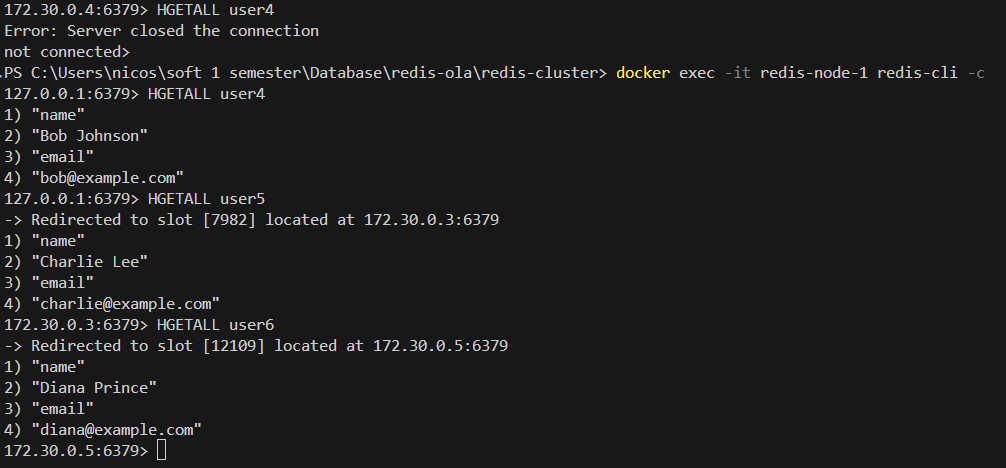 172.30.0.4:6379> HGETALL user4
Error: Server closed the connection
not connected>
PS C:\Users\nicos\soft 1 semester\Database\redis-ola\redis-cluster> docker exec -it redis-node-1 redis-cli -c
127.0.0.1:6379> HGETALL user4
1) "name"
2) "Bob Johnson"
3) "email"
4) "bob@example.com"
127.0.0.1:6379> HGETALL user5
-> Redirected to slot [7982] located at 172.30.0.3:6379
1) "name"
2) "Charlie Lee"
3) "email"
4) "charlie@example.com"
172.30.0.3:6379> HGETALL user6
-> Redirected to slot [12109] located at 172.30.0.5:6379
1) "name"
2) "Diana Prince"
3) "email"
4) "diana@example.com"
172.30.0.5:6379>